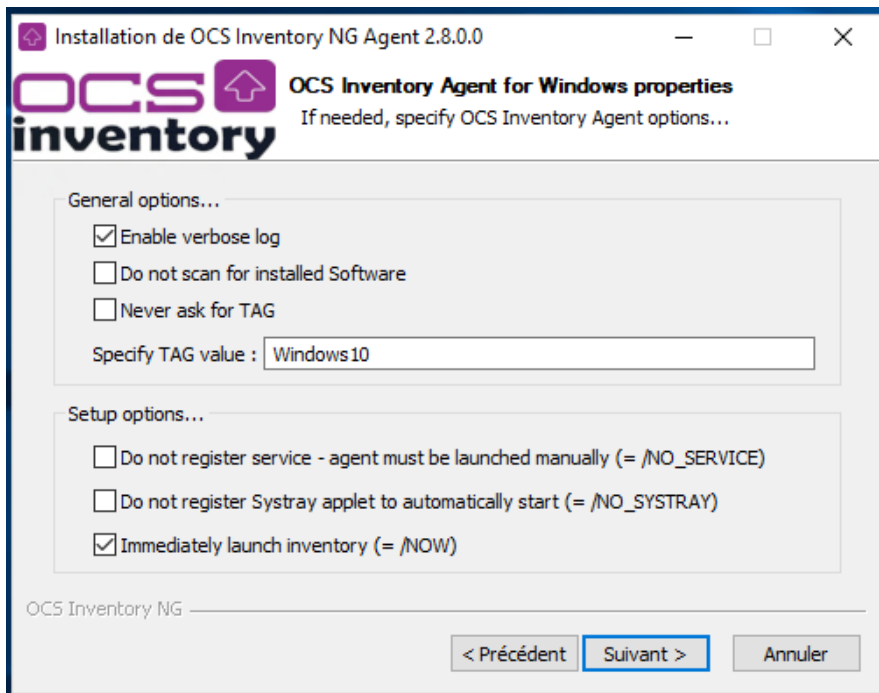 Installation de OCS Inventory NG Agent 2.8.0.0
OCS
inventory
OCS Inventory Agent for Windows properties
If needed, specify OCS Inventory Agent options...
General options...
Enable verbose log
Do not scan for installed Software
Never ask for TAG
Specify TAG value : Windows10
Setup options...
Do not register service - agent must be launched manually (= /NO_SERVICE)
Do not register Systray applet to automatically start (= /NO_SYSTRAY)
Immediately launch inventory (= /NOW)
OCS Inventory NG
< Précédent Suivant > Annuler